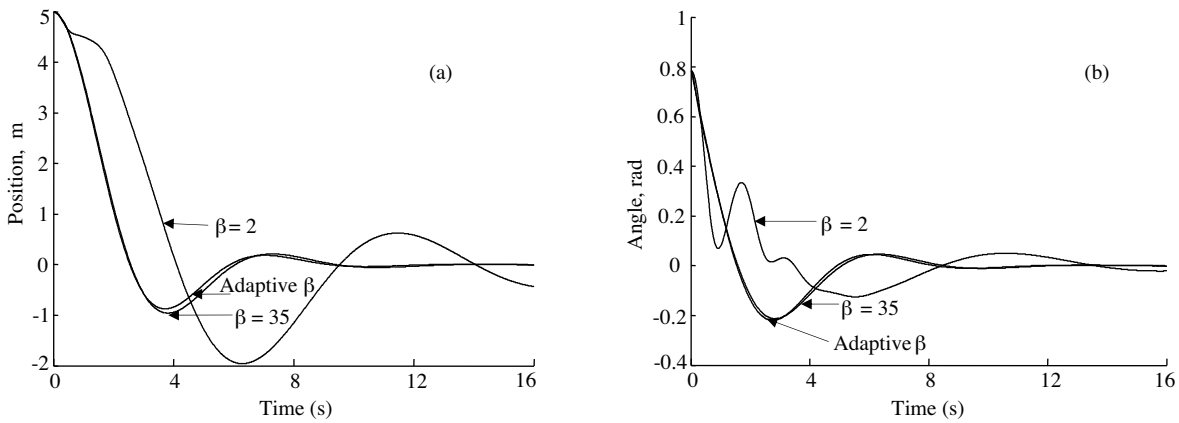 5
4
3
2
1
0
-1
-2
Position, m
(a)
β = 2
Adaptive β
β = 35
0
4
8
12
16
Time (s)
1
0.8
0.6
0.4
0.2
0
-0.2
-0.4
Angle, rad
(b)
β = 2
β = 35
Adaptive β
0
4
8
12
16
Time (s)